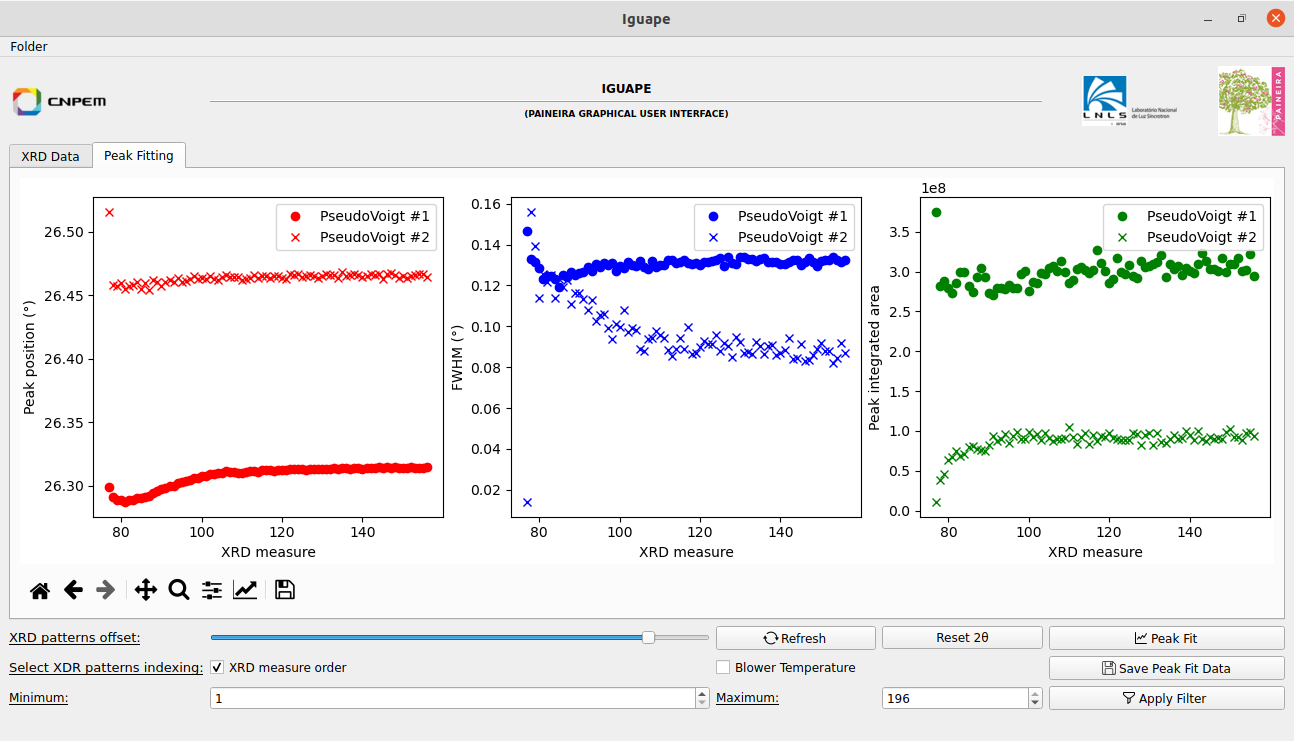 Iguape
Folder
CNPEM
IGUAPE
(PAINEIRA GRAPHICAL USER INTERFACE)
LNLS
Laboratório Nacional
de Luz Síncrotron
PAINEIRA
XRD Data
Peak Fitting
PseudoVoigt #1
PseudoVoigt #2
26.50
26.45
26.40
26.35
26.30
Peak position (°)
80 100 120 140
XRD measure
PseudoVoigt #1
PseudoVoigt #2
0.16
0.14
0.12
0.10
0.08
0.06
0.04
0.02
FWHM (°)
80 100 120 140
XRD measure
1e8
PseudoVoigt #1
PseudoVoigt #2
3.5
3.0
2.5
2.0
1.5
1.0
0.5
0.0
Peak integrated area
80 100 120 140
XRD measure
XRD patterns offset:
Refresh
Reset 2θ
Peak Fit
Select XDR patterns indexing:
XRD measure order
Blower Temperature
Save Peak Fit Data
Minimum:
1
Maximum:
196
Apply Filter